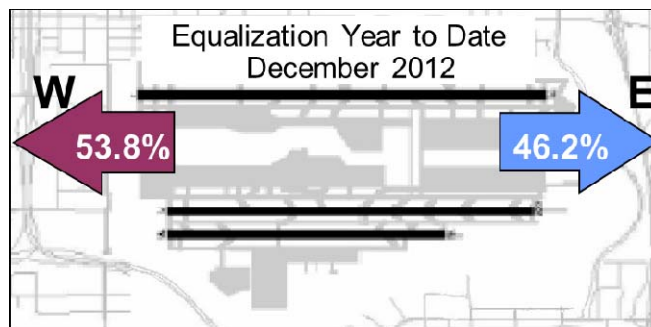 Equalization Year to Date
December 2012
W
E
53.8%
46.2%